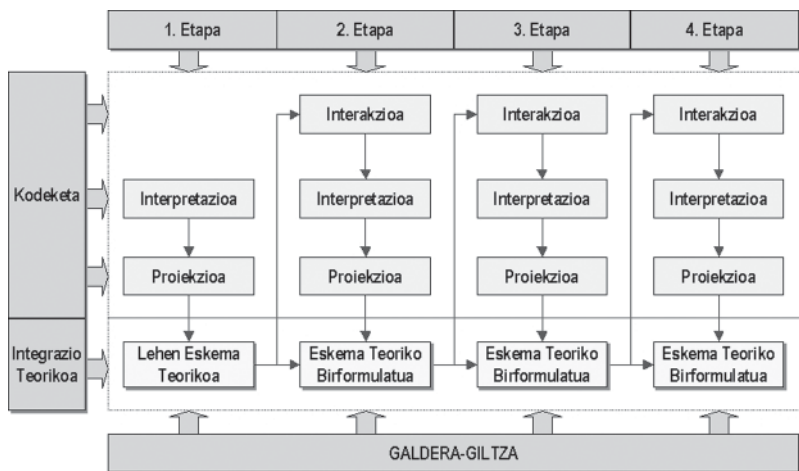 1. Etapa 2. Etapa 3. Etapa 4. Etapa
Kodeketa
Interakzioa Interakzioa Interakzioa
Interpretazioa Interpretazioa Interpretazioa Interpretazioa
Proiekzioa Proiekzioa Proiekzioa Proiekzioa
Integrazio
Teorikoa
Lehen Eskema
Teorikoa
Eskema Teoriko
Birformulatua
Eskema Teoriko
Birformulatua
Eskema Teoriko
Birformulatua
GALDERA-GILTZA